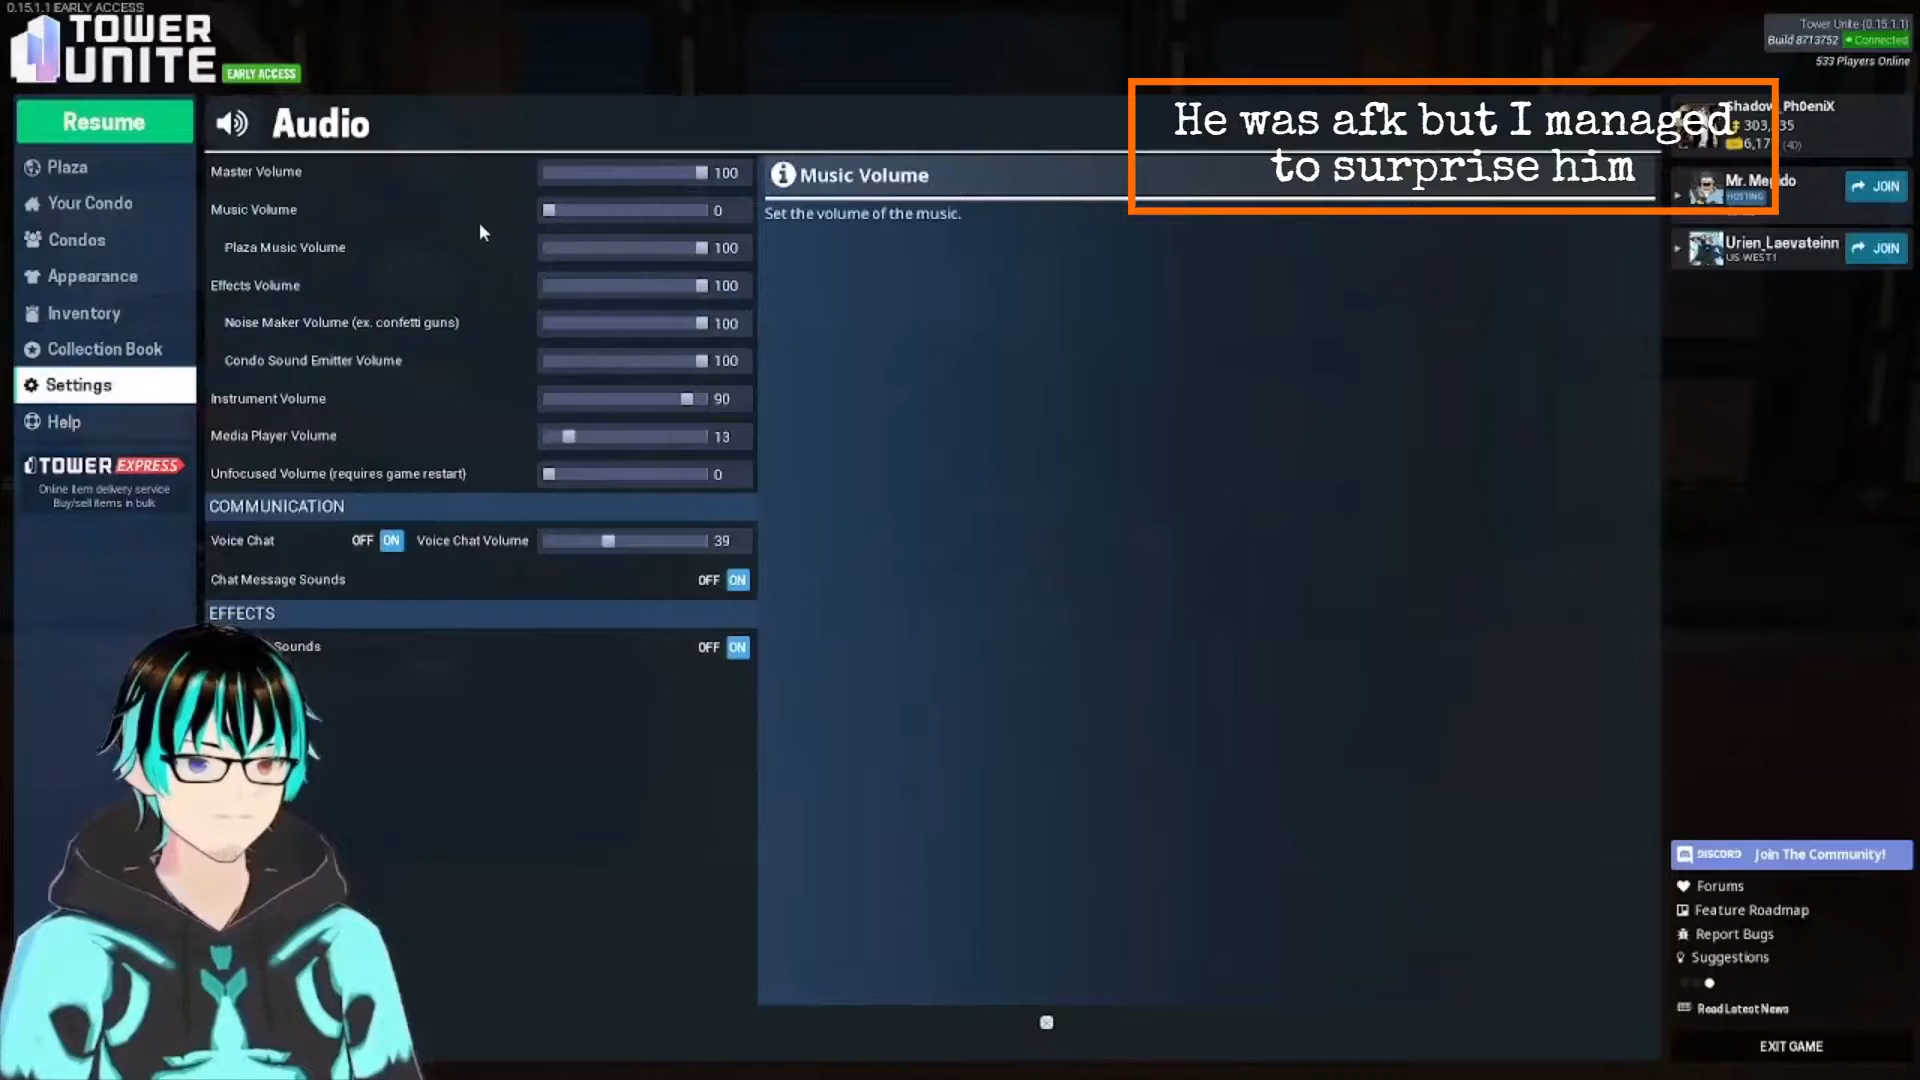 0.15.1.1 EARLY ACCESS
TOWER
UNITE
EARLY ACCESS
Tower Unite (0.15.1.1)
Build 8713752 Connected
533 Players Online
Resume
Plaza
Your Condo
Condos
Appearance
Inventory
Collection Book
Settings
Help
TOWER EXPRESS
Online item delivery service
Buy/sell items in bulk
Audio
Master Volume 100
Music Volume 0
Plaza Music Volume 100
Effects Volume 100
Noise Maker Volume (ex. confetti guns) 100
Condo Sound Emitter Volume 100
Instrument Volume 90
Media Player Volume 13
Unfocused Volume (requires game restart) 0
COMMUNICATION
Voice Chat OFF ON Voice Chat Volume 39
Chat Message Sounds OFF ON
EFFECTS
Sounds OFF ON
Music Volume
Set the volume of the music.
He was afk but I managed
to surprise him
Shadow_Ph0eniX
(40)
Mr. JOIN
HOSTING
Urien_Laevateinn JOIN
US WEST1
DISCORD Join The Community!
Forums
Feature Roadmap
Report Bugs
Suggestions
Read Latest News
EXIT GAME